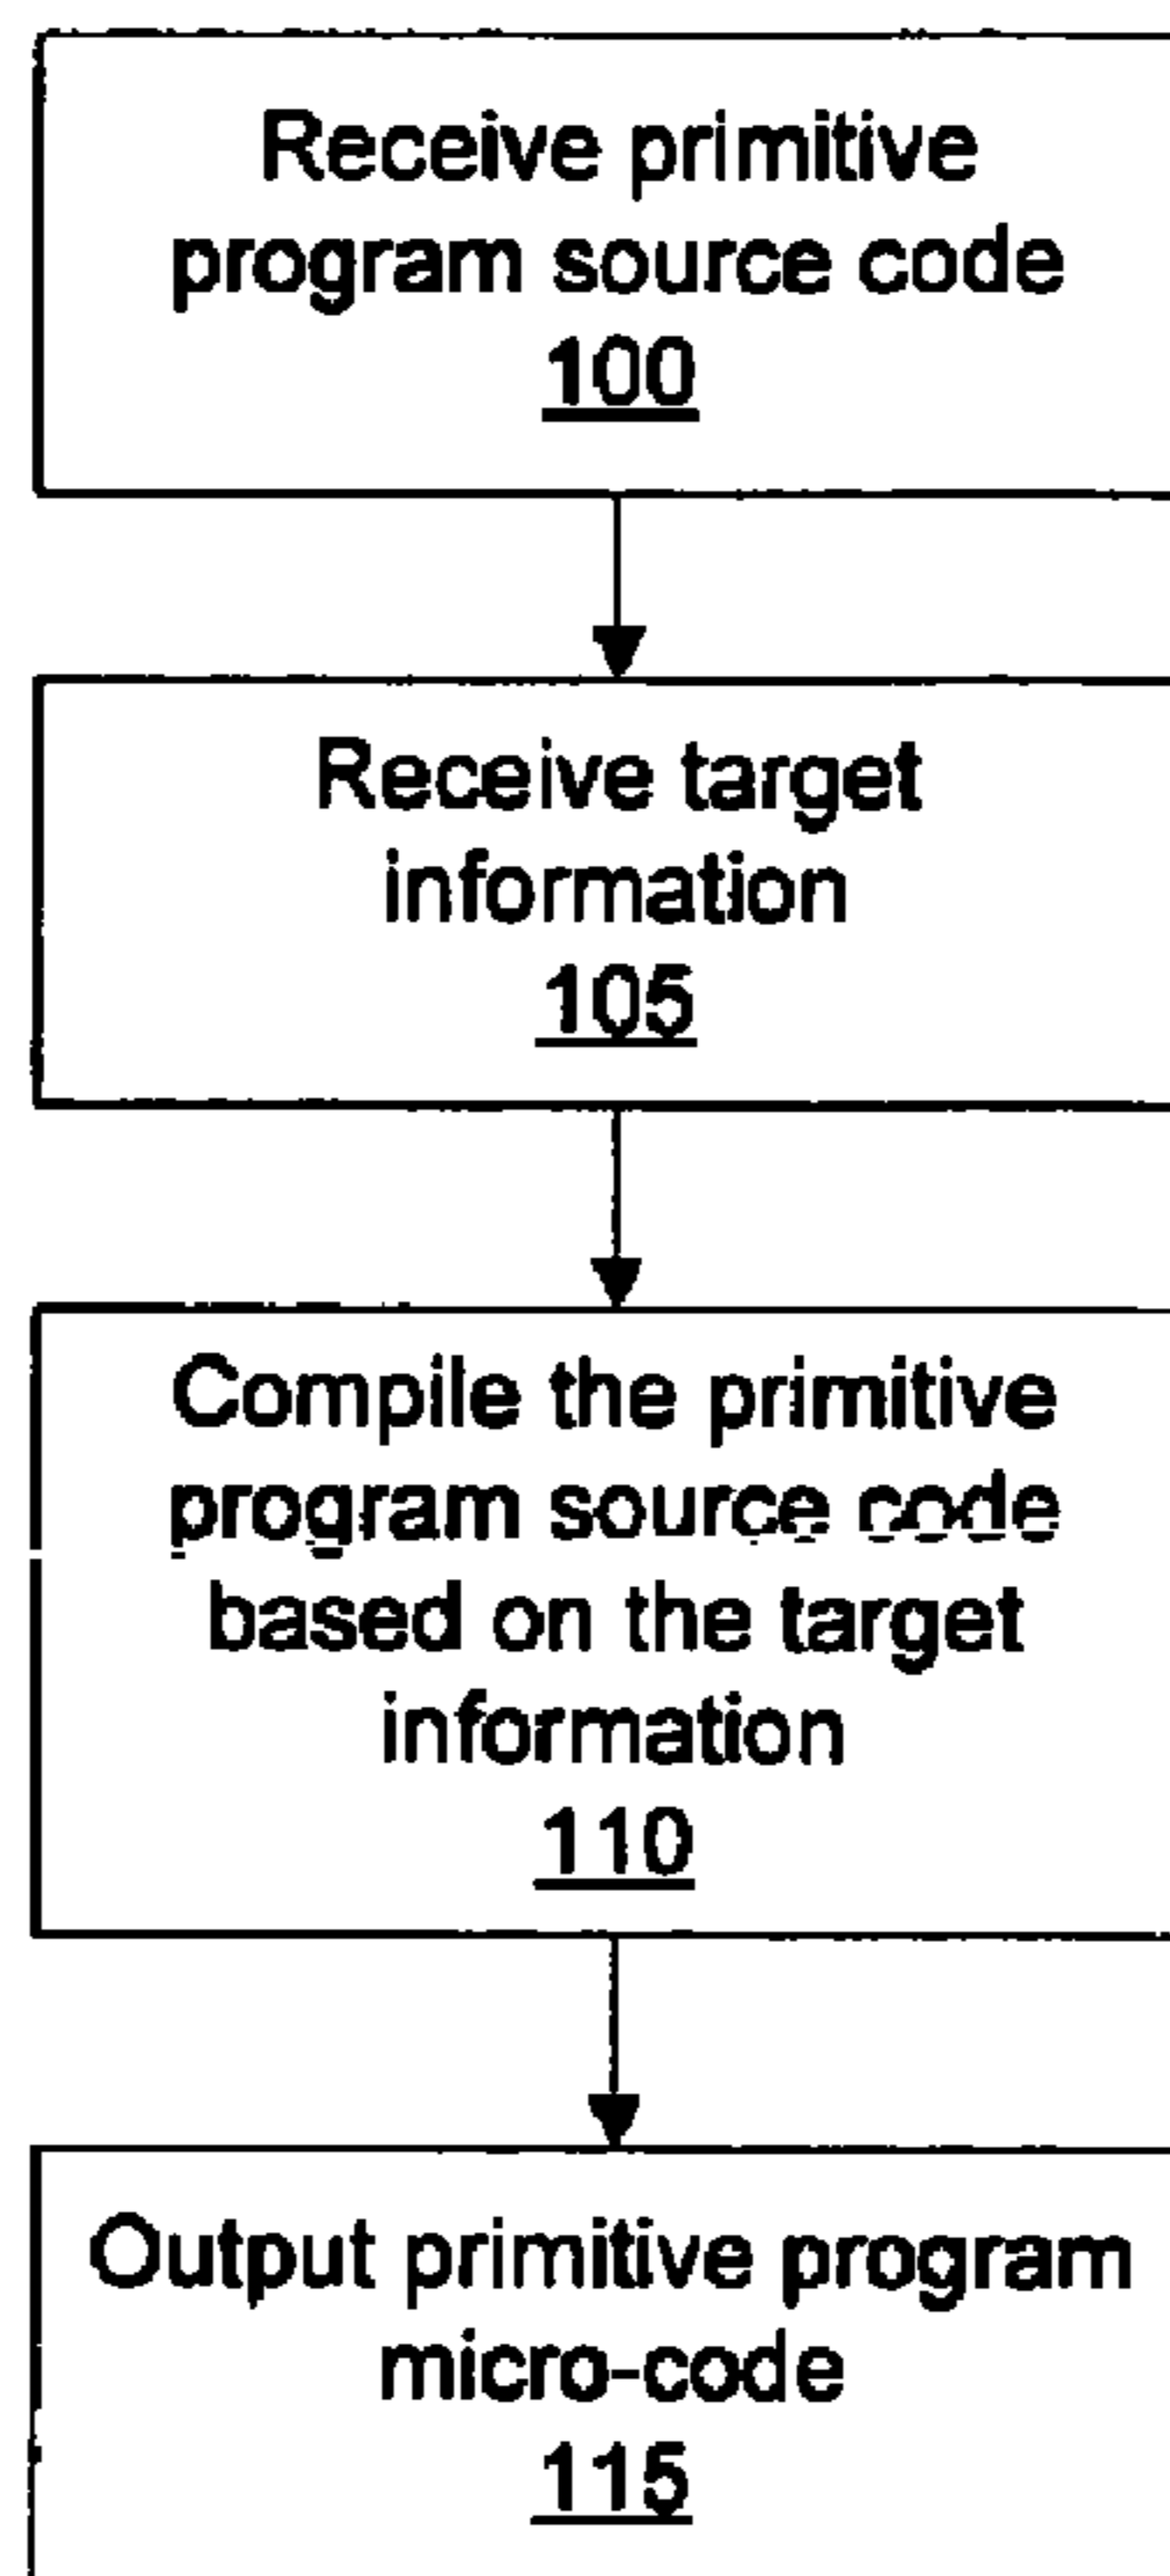 Receive primitive
program source code
100
Receive target
information
105
Compile the primitive
program source code
based on the target
information
110
Output primitive program
micro-code
115